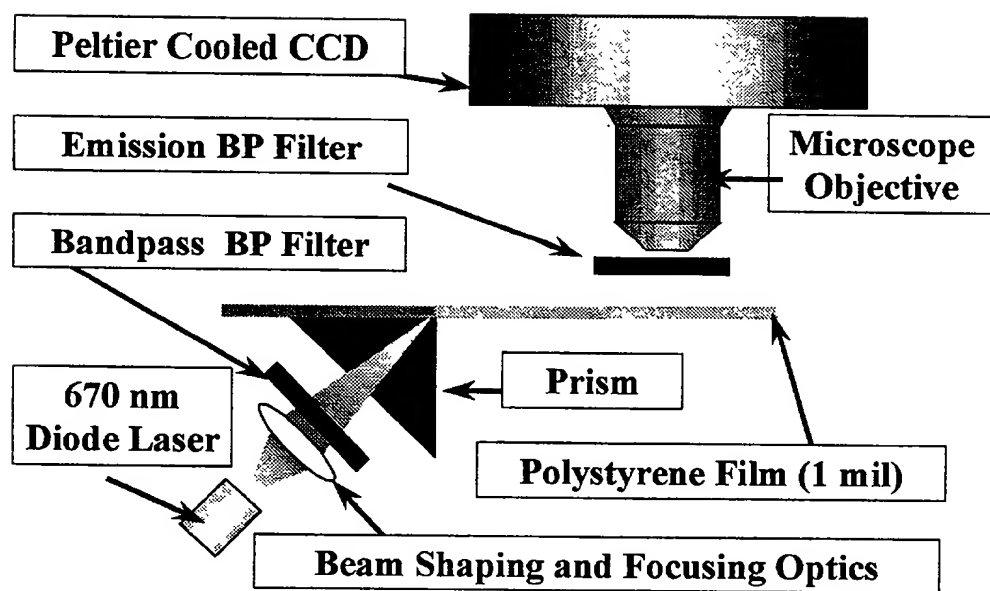 Peltier Cooled CCD
Emission BP Filter
Microscope
Objective
Bandpass BP Filter
670 nm
Diode Laser
Prism
Polystyrene Film (1 mil)
Beam Shaping and Focusing Optics